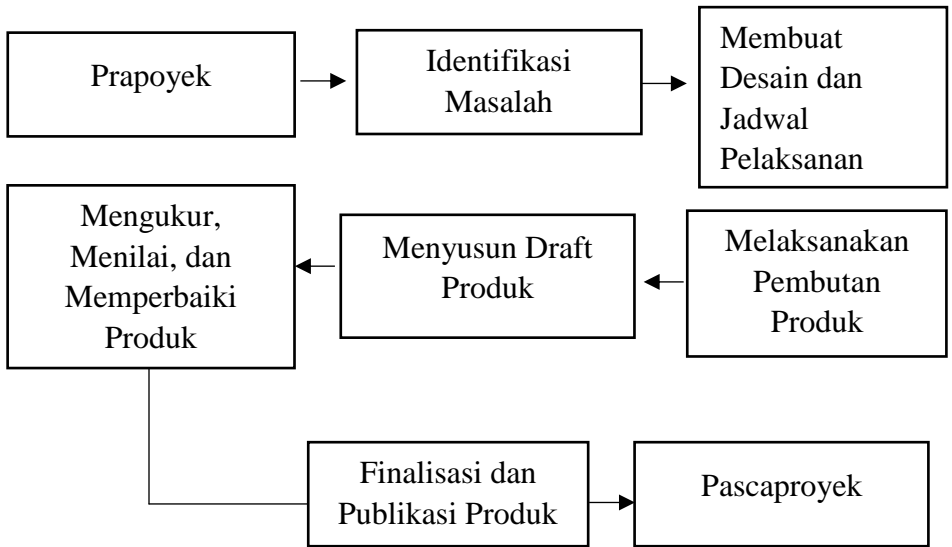 Prapoyek
Identifikasi
Masalah
Membuat
Desain dan
Jadwal
Pelaksanan
Mengukur,
Menilai, dan
Memperbaiki
Produk
Menyusun Draft
Produk
Melaksanakan
Pembutan
Produk
Finalisasi dan
Publikasi Produk
Pascaproyek